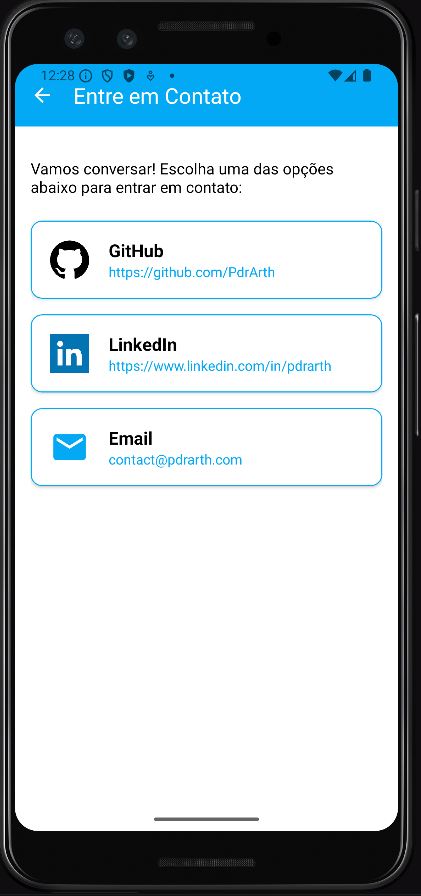 12:28
Entre em Contato
Vamos conversar! Escolha uma das opções
abaixo para entrar em contato:
GitHub
https://github.com/PdrArth
in
LinkedIn
https://www.linkedin.com/in/pdrarth
Email
contact@pdrarth.com